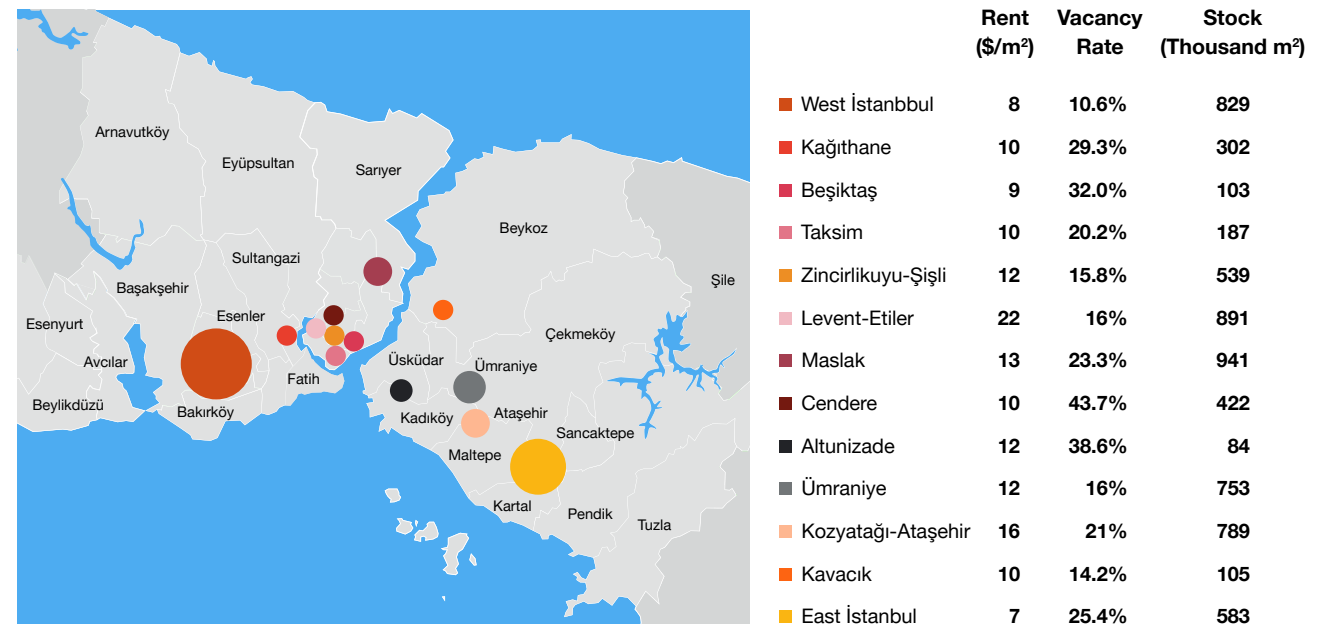 Arnavutköy
Eyüpsultan
Sarıyer
Beykoz
Sultangazi
Şile
Başakşehir
Esenler
Esenyurt
Çekmeköy
Avcılar
Üsküdar
Ümraniye
Fatih
Beylikdüzü
Bakırköy
Kadıköy
Ataşehir
Sancaktepe
Maltepe
Kartal
Pendik
Tuzla
Rent Vacancy Stock
($/m²) Rate (Thousand m²)
West İstanbbul 8 10.6% 829
Kağıthane 10 29.3% 302
Beşiktaş 9 32.0% 103
Taksim 10 20.2% 187
Zincirlikuyu-Şişli 12 15.8% 539
Levent-Etiler 22 16% 891
Maslak 13 23.3% 941
Cendere 10 43.7% 422
Altunizade 12 38.6% 84
Ümraniye 12 16% 753
Kozyatağı-Ataşehir 16 21% 789
Kavacık 10 14.2% 105
East İstanbul 7 25.4% 583